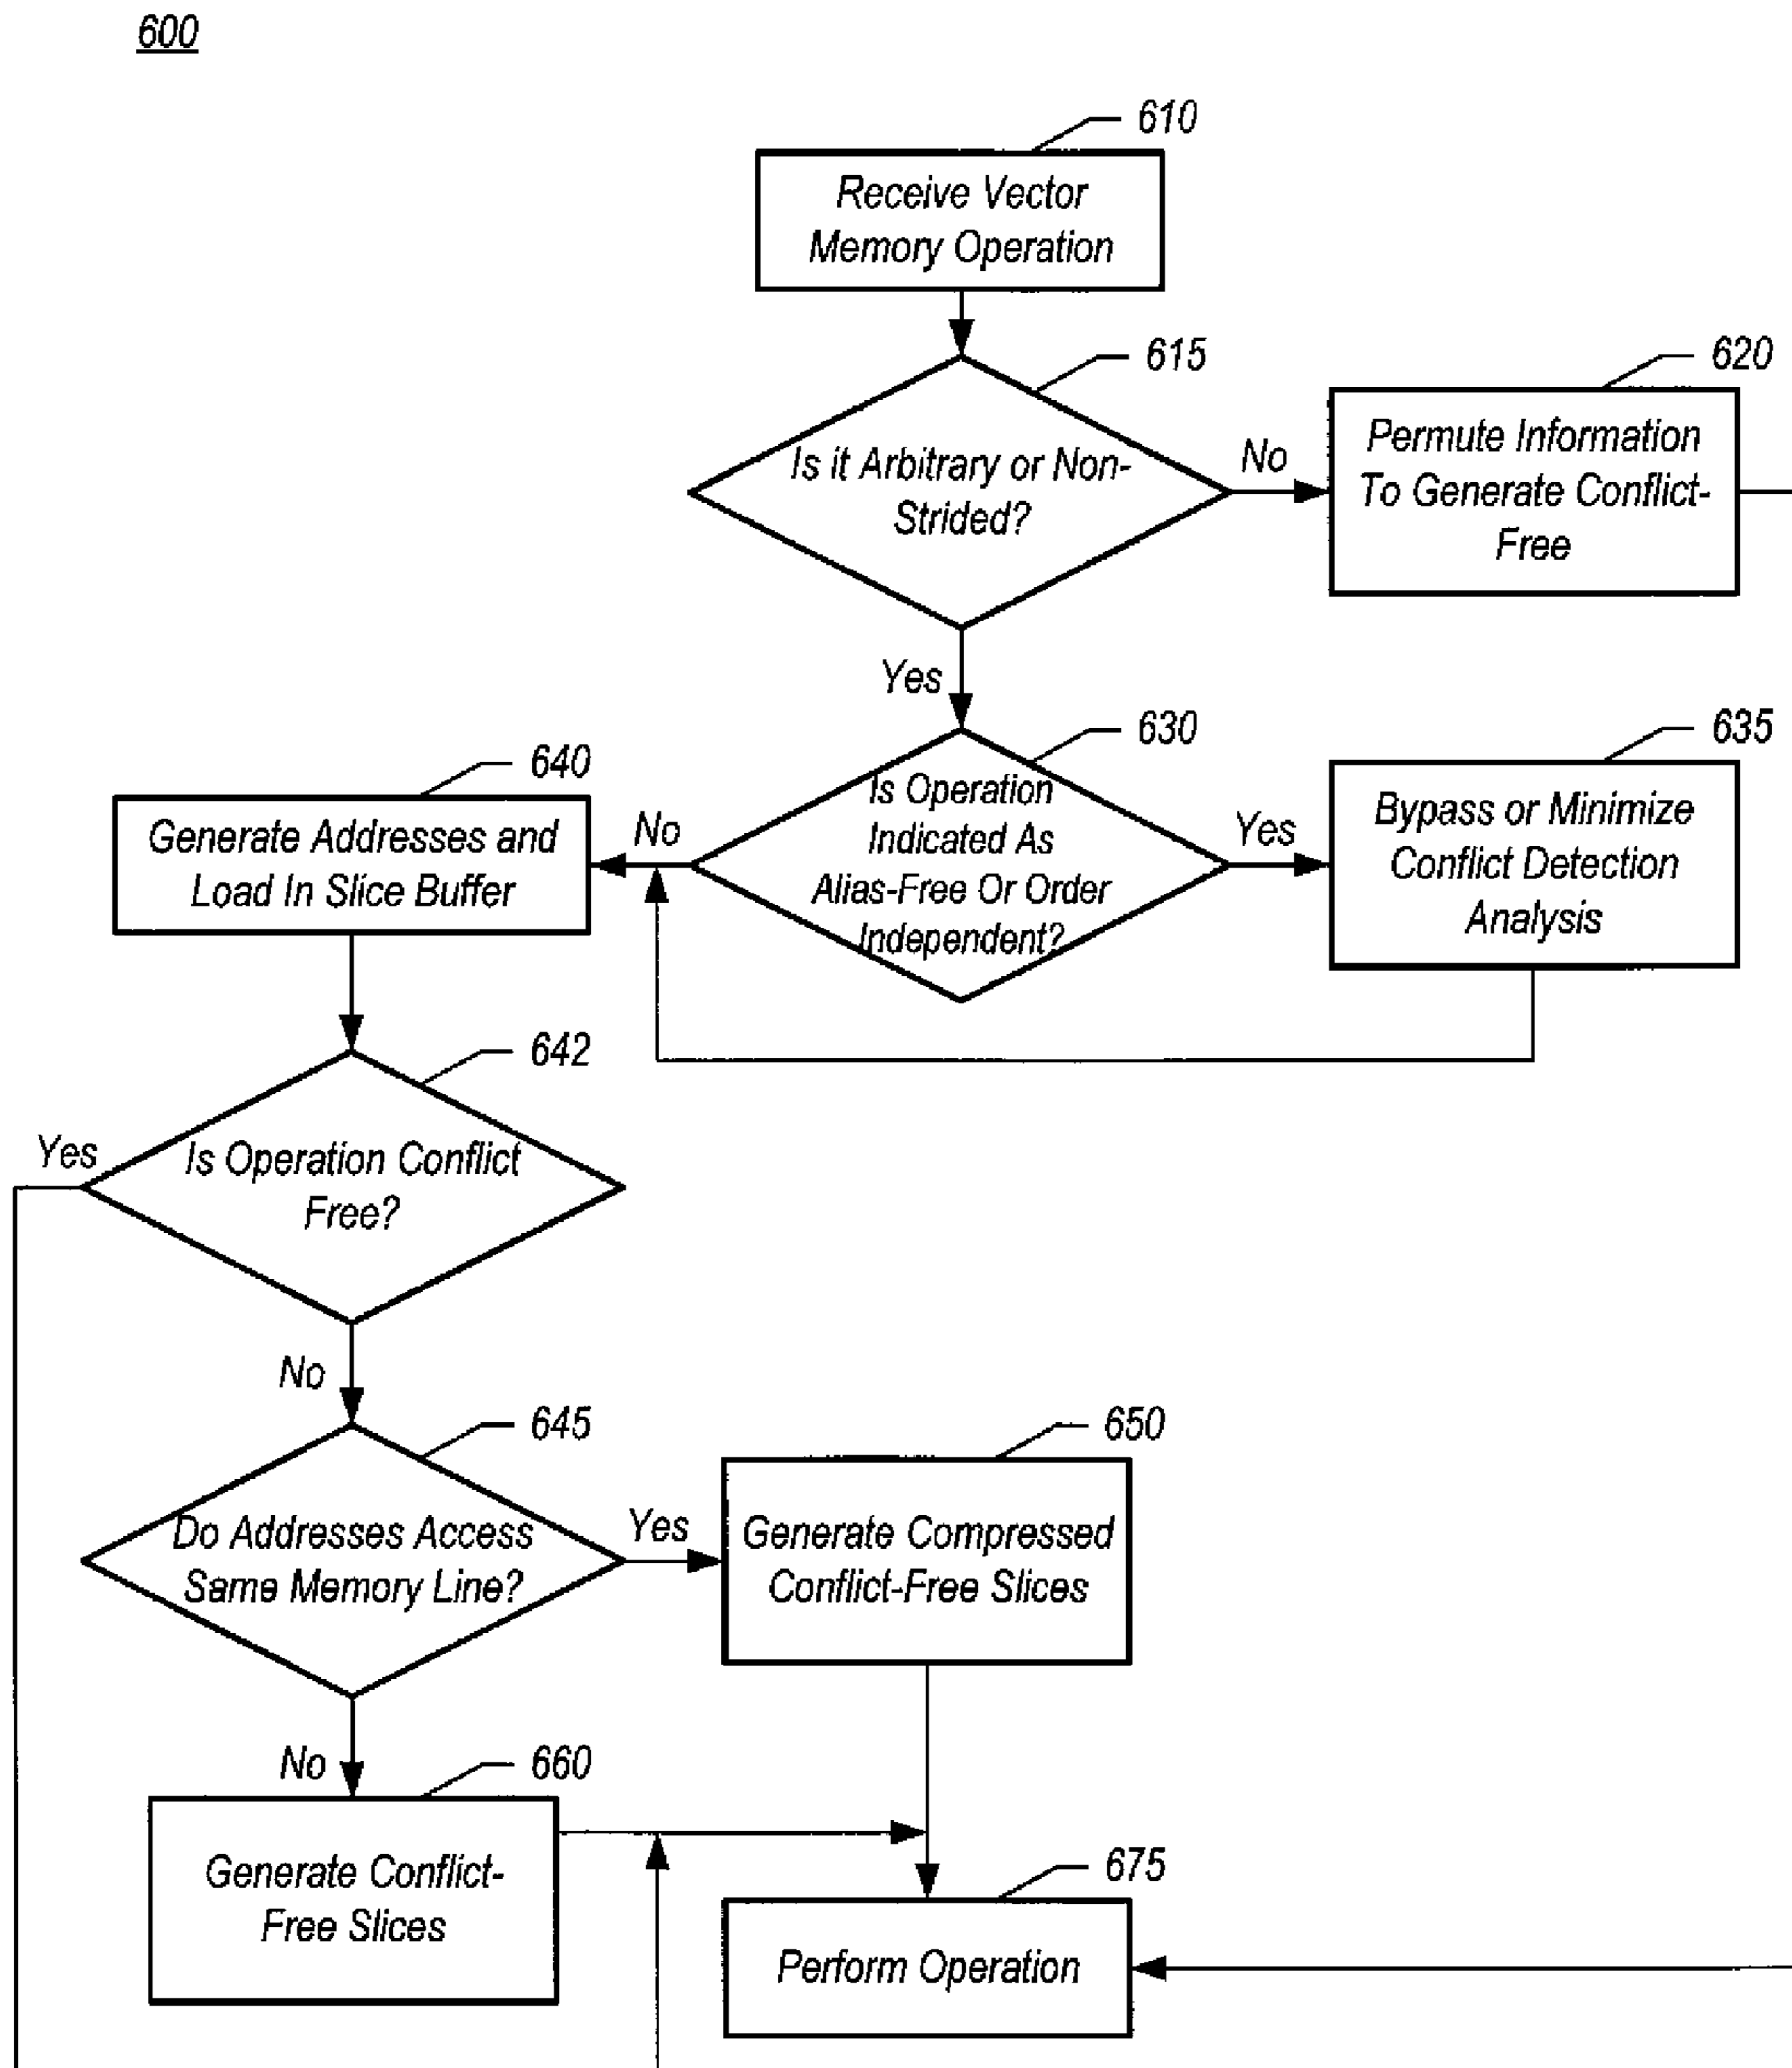 600
610
Receive Vector
Memory Operation
615
Is it Arbitrary or Non-
Strided?
No
620
Permute Information
To Generate Conflict-
Free
Yes
630
Is Operation
Indicated As
Alias-Free Or Order
Independent?
Yes
635
Bypass or Minimize
Conflict Detection
Analysis
No
640
Generate Addresses and
Load In Slice Buffer
642
Is Operation Conflict
Free?
Yes
No
645
Do Addresses Access
Same Memory Line?
Yes
650
Generate Compressed
Conflict-Free Slices
No
660
Generate Conflict-
Free Slices
675
Perform Operation